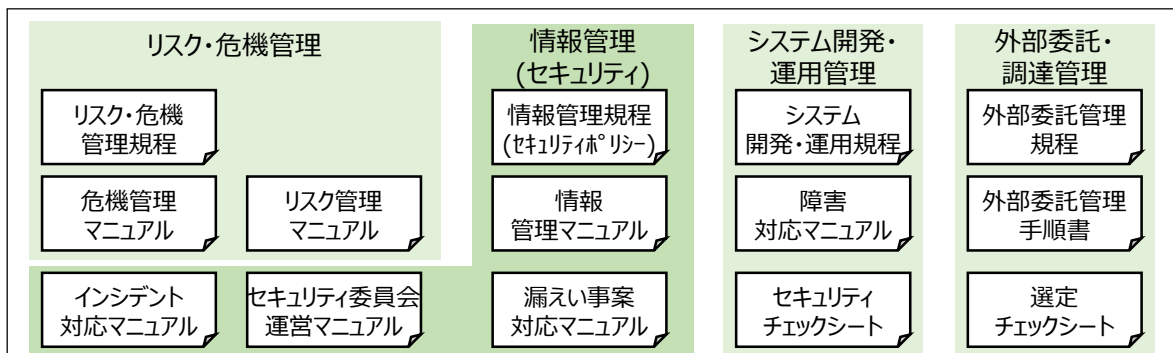 リスク・危機管理
リスク・危機
管理規程
危機管理
マニュアル
リスク管理
マニュアル
インシデント
対応マニュアル
セキュリティ委員会
運営マニュアル
情報管理
(セキュリティ)
情報管理規程
(ｾｷｭﾘﾃｨﾎﾟﾘｼｰ)
情報
管理マニュアル
漏えい事案
対応マニュアル
システム開発・
運用管理
システム
開発・運用規程
障害
対応マニュアル
セキュリティ
チェックシート
外部委託・
調達管理
外部委託管理
規程
外部委託管理
手順書
選定
チェックシート